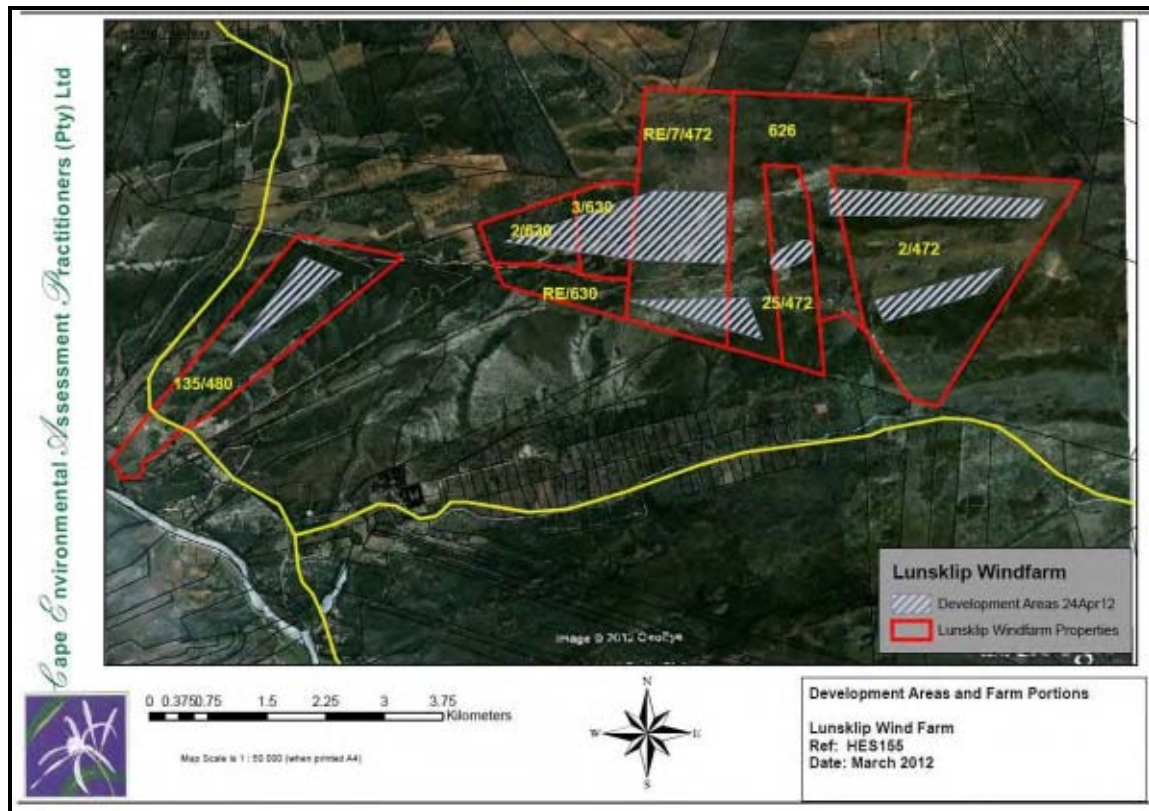 Cape Environmental Assessment Practitioners (Pty) Ltd
RE/7/472
626
3/630
2/630
2/472
RE/630
25/472
135/480
Image © 2012 GeoEye
Lunsklip Windfarm
Development Areas 24Apr12
Lunsklip Windfarm Properties
0 0.375 0.75 1.5 2.25 3 3.75
Kilometers
Map Scale is 1 : 50 000 (when printed A4)
N
W E
S
Development Areas and Farm Portions
Lunsklip Wind Farm
Ref: HES155
Date: March 2012